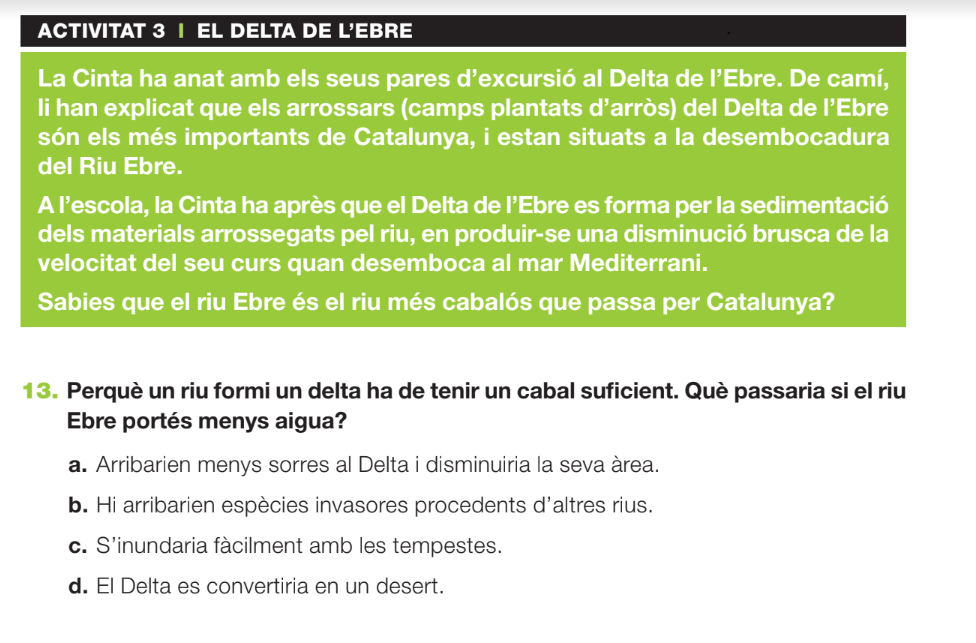 ACTIVITAT 3 | EL DELTA DE L’EBRE
La Cinta ha anat amb els seus pares d’excursió al Delta de l’Ebre. De camí,
li han explicat que els arrossars (camps plantats d’arròs) del Delta de l’Ebre
són els més importants de Catalunya, i estan situats a la desembocadura
del Riu Ebre.
A l’escola, la Cinta ha après que el Delta de l’Ebre es forma per la sedimentació
dels materials arrossegats pel riu, en produir-se una disminució brusca de la
velocitat del seu curs quan desemboca al mar Mediterrani.
Sabies que el riu Ebre és el riu més cabalós que passa per Catalunya?
13. Perquè un riu formi un delta ha de tenir un cabal suficient. Què passaria si el riu
Ebre portés menys aigua?
a. Arribarien menys sorres al Delta i disminuiria la seva àrea.
b. Hi arribarien espècies invasores procedents d’altres rius.
c. S’inundaria fàcilment amb les tempestes.
d. El Delta es convertiria en un desert.